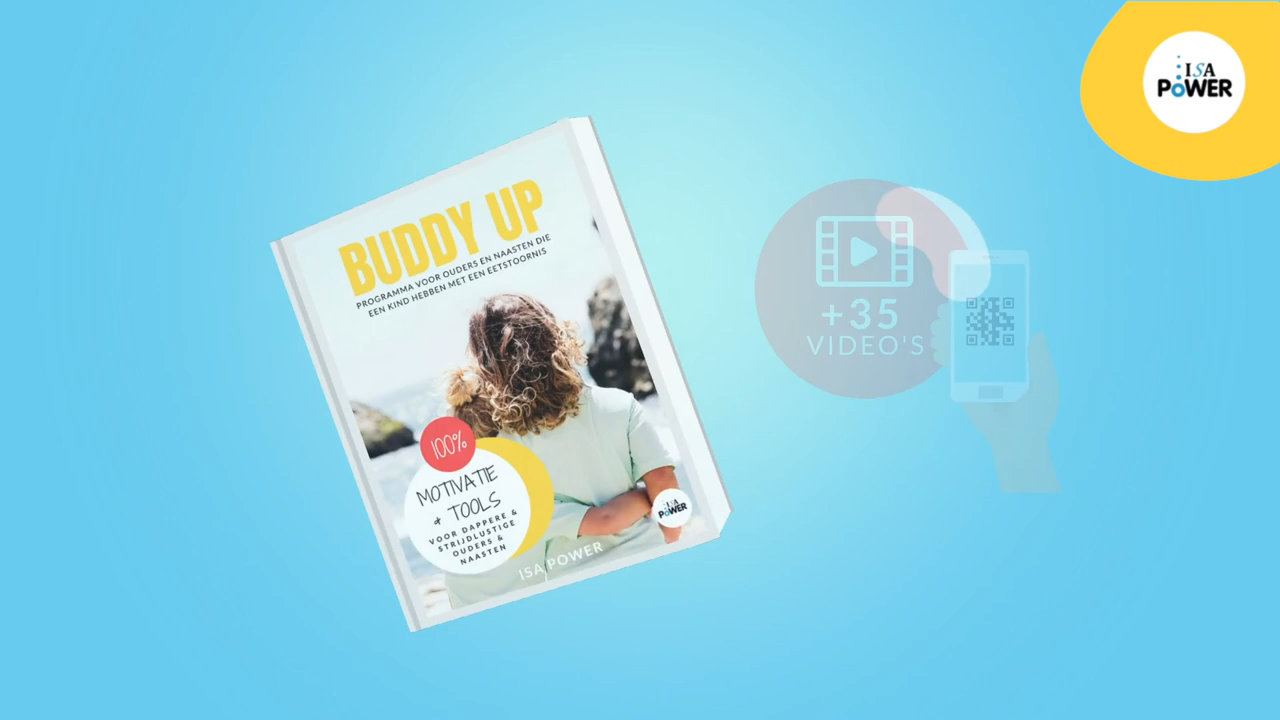 ISA
POWER
BUDDY UP
PROGRAMMA VOOR OUDERS EN NAASTEN DIE
EEN KIND HEBBEN MET EEN EETSTOORNIS
100%
MOTIVATIE
& TOOLS
VOOR DAPPERE &
STRIJDLUSTIGE
OUDERS &
NAASTEN
ISA POWER
ISA
POWER
+35
VIDEO'S